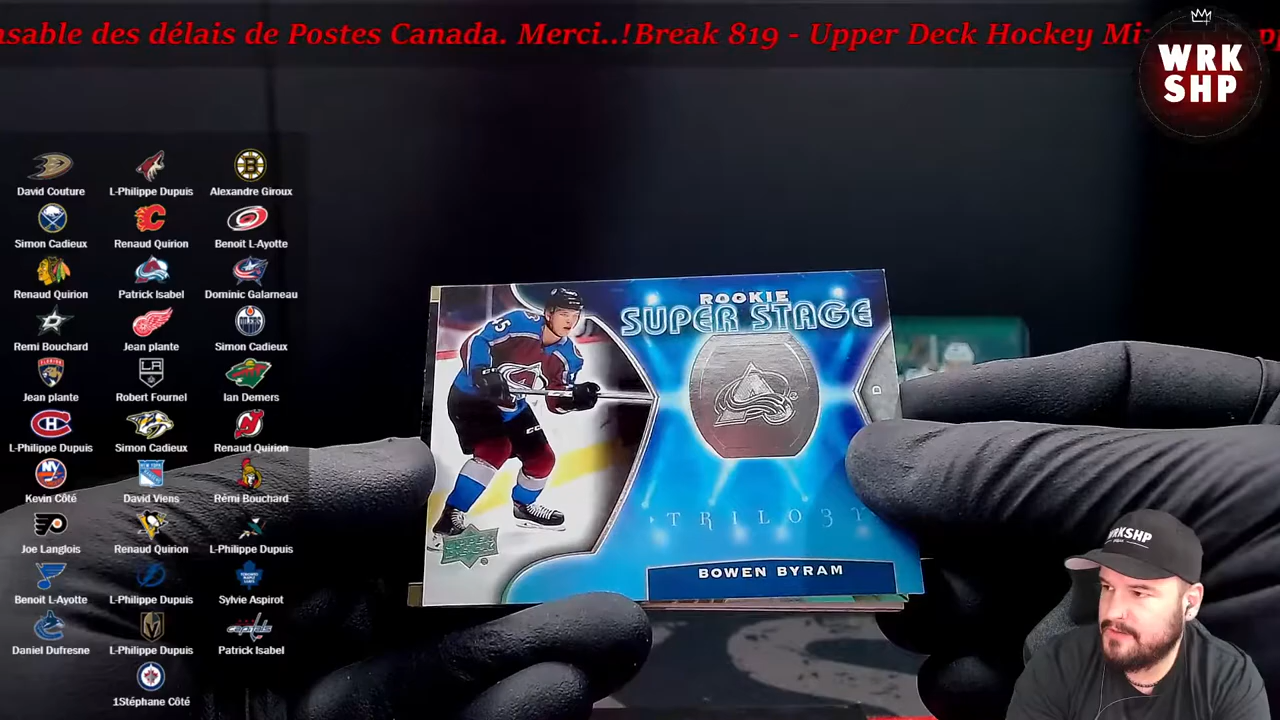 nsable des délais de Postes Canada. Merci..!Break 819 - Upper Deck Hockey Mi
WRK
SHP
David Couture
L-Philippe Dupuis
Alexandre Giroux
Simon Cadieux
Renaud Quirion
Benoit L-Ayotte
Renaud Quirion
Patrick Isabel
Dominic Galarneau
Remi Bouchard
Jean plante
Simon Cadieux
Jean plante
Robert Fournel
Ian Demers
L-Philippe Dupuis
Simon Cadieux
Renaud Quirion
Kevin Côté
David Viens
Rémi Bouchard
Joe Langlois
Renaud Quirion
L-Philippe Dupuis
Benoit L-Ayotte
L-Philippe Dupuis
Sylvie Aspirot
Daniel Dufresne
L-Philippe Dupuis
Patrick Isabel
1Stéphane Côté
ROOKIE
SUPER STAGE
D
TRILO3Y
BOWEN BYRAM
UPPER DECK
WRKSHP